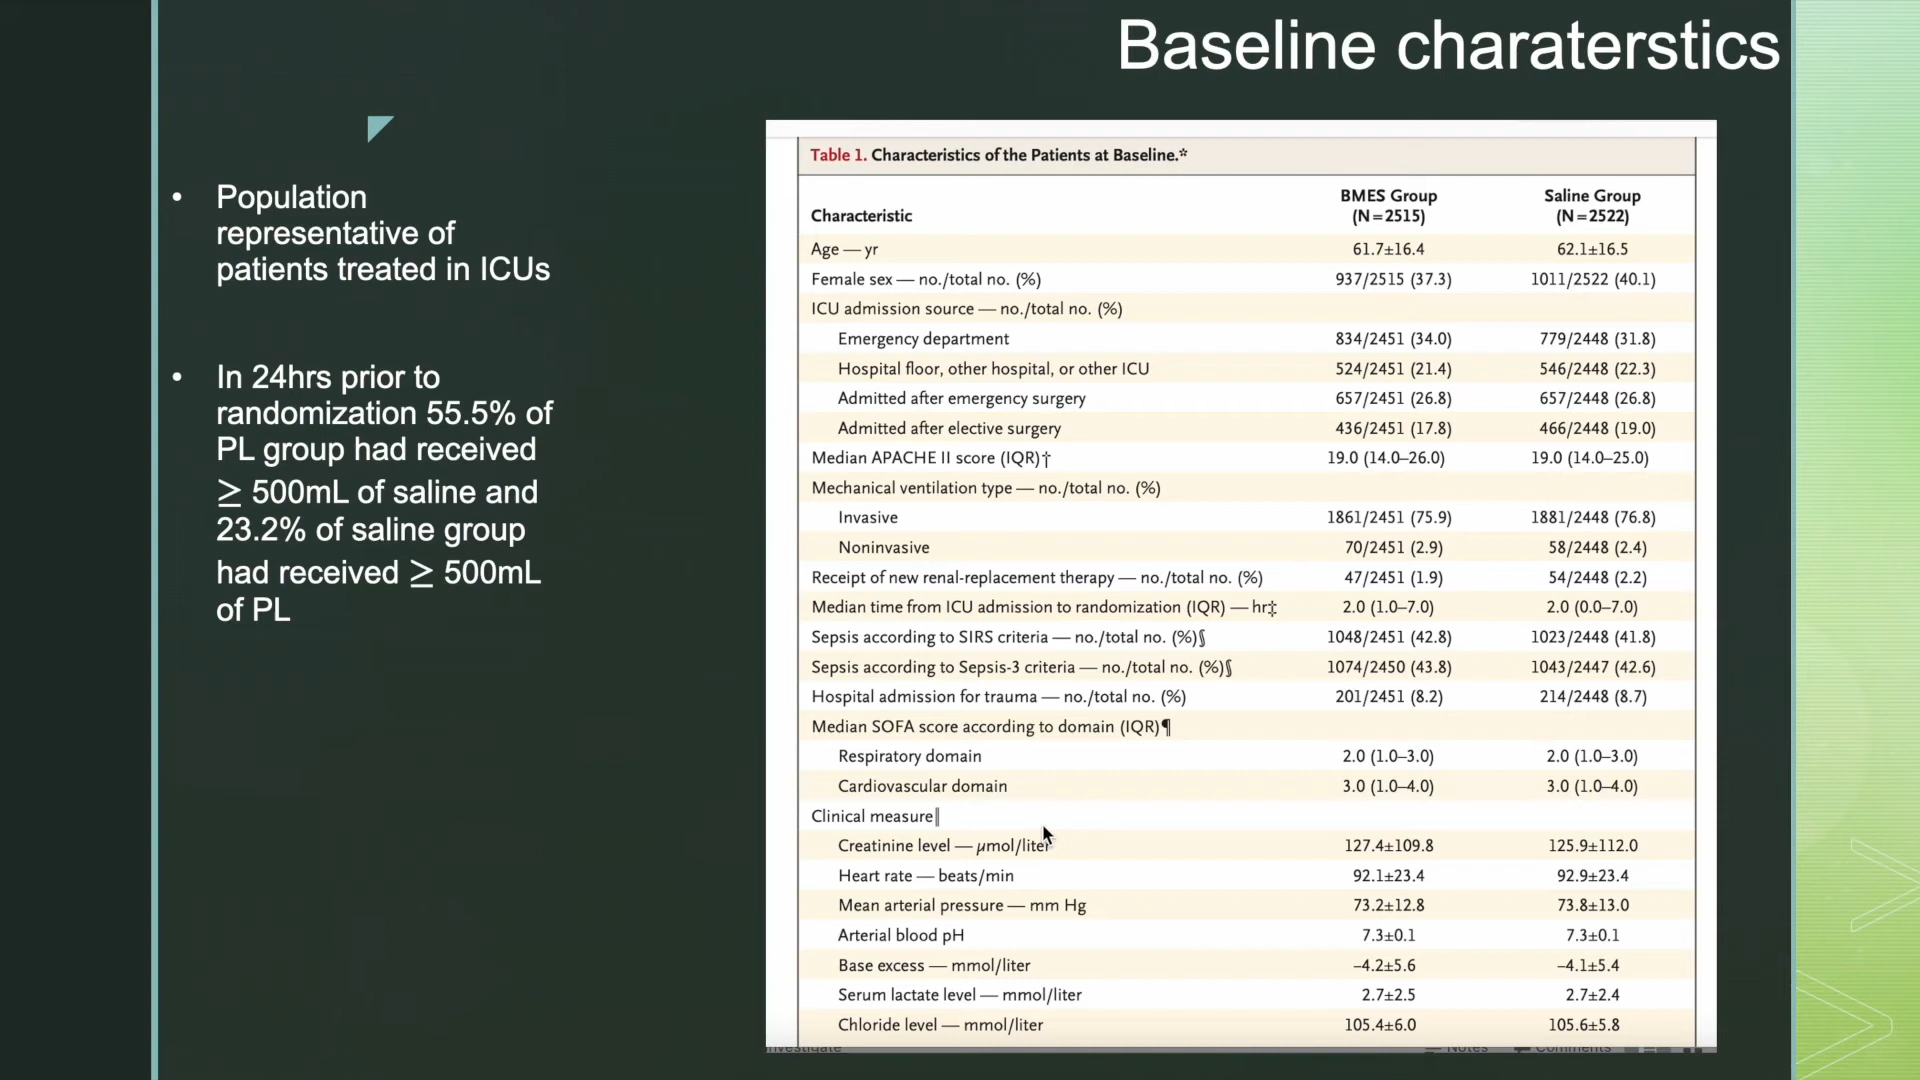 Baseline charaterstics
• Population
representative of
patients treated in ICUs
• In 24hrs prior to
randomization 55.5% of
PL group had received
≥ 500mL of saline and
23.2% of saline group
had received ≥ 500mL
of PL
Table 1. Characteristics of the Patients at Baseline.*
Characteristic BMES Group (N=2515) Saline Group (N=2522)
Age — yr 61.7±16.4 62.1±16.5
Female sex — no./total no. (%) 937/2515 (37.3) 1011/2522 (40.1)
ICU admission source — no./total no. (%)
Emergency department 834/2451 (34.0) 779/2448 (31.8)
Hospital floor, other hospital, or other ICU 524/2451 (21.4) 546/2448 (22.3)
Admitted after emergency surgery 657/2451 (26.8) 657/2448 (26.8)
Admitted after elective surgery 436/2451 (17.8) 466/2448 (19.0)
Median APACHE II score (IQR)† 19.0 (14.0–26.0) 19.0 (14.0–25.0)
Mechanical ventilation type — no./total no. (%)
Invasive 1861/2451 (75.9) 1881/2448 (76.8)
Noninvasive 70/2451 (2.9) 58/2448 (2.4)
Receipt of new renal-replacement therapy — no./total no. (%) 47/2451 (1.9) 54/2448 (2.2)
Median time from ICU admission to randomization (IQR) — hr‡ 2.0 (1.0–7.0) 2.0 (0.0–7.0)
Sepsis according to SIRS criteria — no./total no. (%)§ 1048/2451 (42.8) 1023/2448 (41.8)
Sepsis according to Sepsis-3 criteria — no./total no. (%)§ 1074/2450 (43.8) 1043/2447 (42.6)
Hospital admission for trauma — no./total no. (%) 201/2451 (8.2) 214/2448 (8.7)
Median SOFA score according to domain (IQR)¶
Respiratory domain 2.0 (1.0–3.0) 2.0 (1.0–3.0)
Cardiovascular domain 3.0 (1.0–4.0) 3.0 (1.0–4.0)
Clinical measure‖
Creatinine level — µmol/liter 127.4±109.8 125.9±112.0
Heart rate — beats/min 92.1±23.4 92.9±23.4
Mean arterial pressure — mm Hg 73.2±12.8 73.8±13.0
Arterial blood pH 7.3±0.1 7.3±0.1
Base excess — mmol/liter –4.2±5.6 –4.1±5.4
Serum lactate level — mmol/liter 2.7±2.5 2.7±2.4
Chloride level — mmol/liter 105.4±6.0 105.6±5.8
Notes Comments